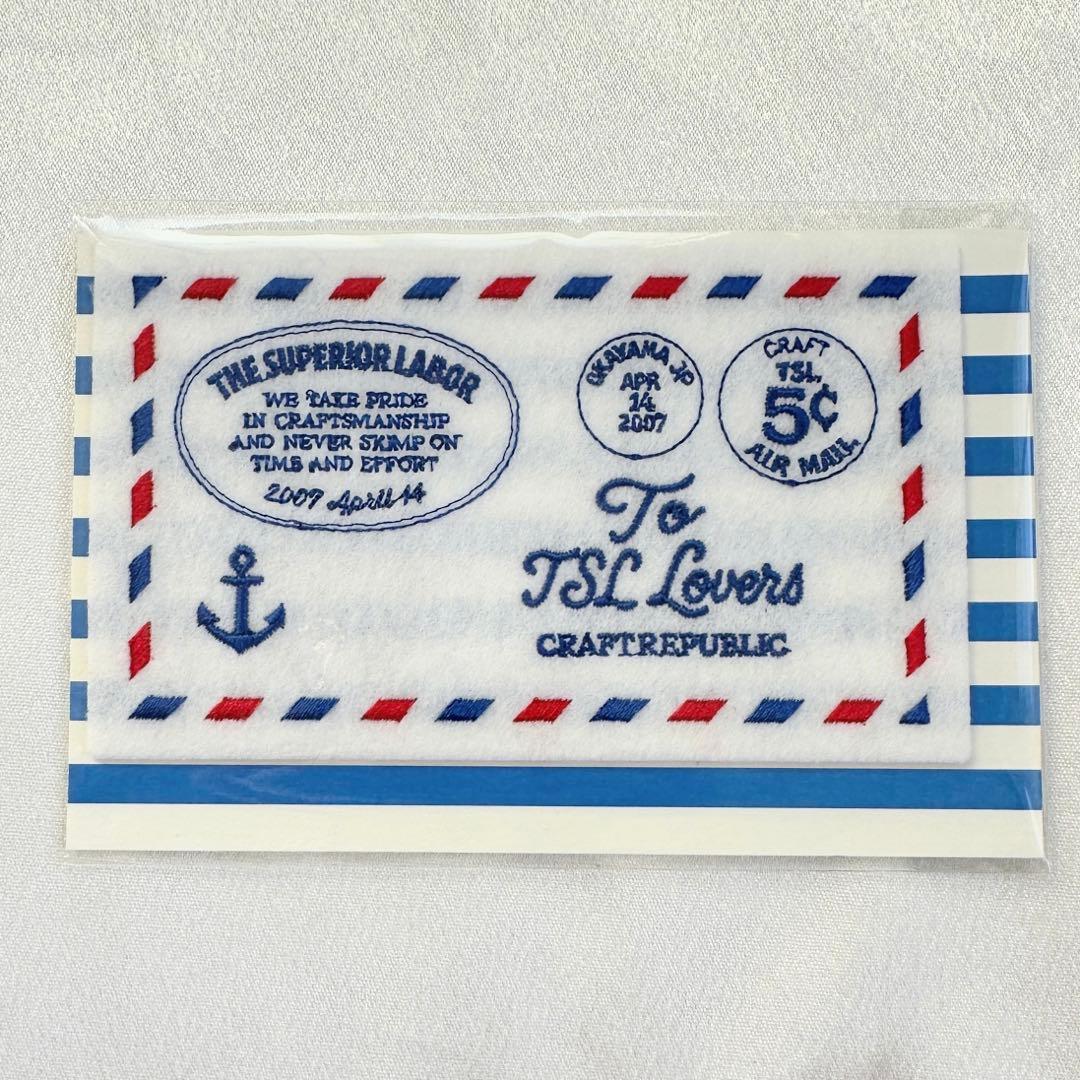 THE SUPERIOR LABOR
WE TAKE PRIDE
IN CRAFTSMANSHIP
AND NEVER SKIMP ON
TIME AND EFFORT
2007 April 14
OKAYAMA JP
APR
14
2007
CRAFT
TSL
5¢
AIR MAIL
To
TSL Lovers
CRAFTREPUBLIC